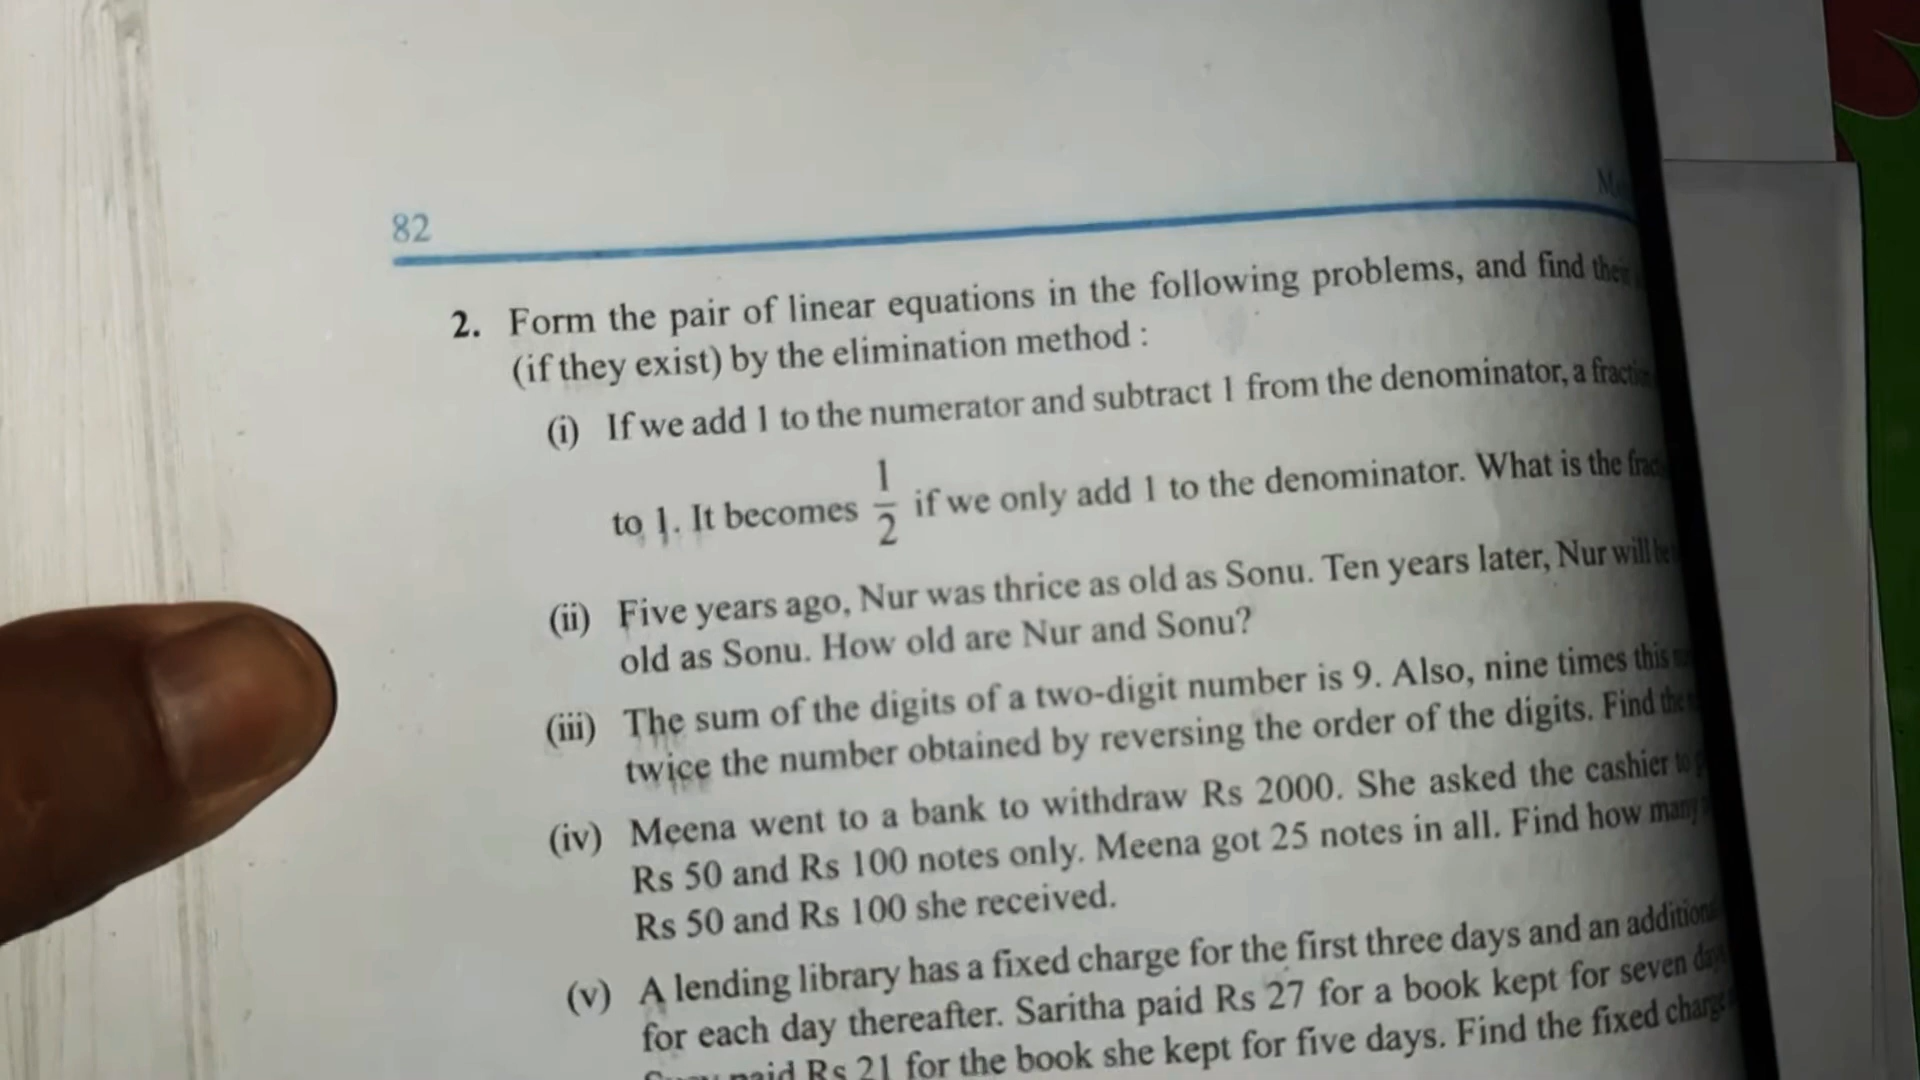 82
2. Form the pair of linear equations in the following problems, and find their
(if they exist) by the elimination method :
(i) If we add 1 to the numerator and subtract 1 from the denominator, a
to 1. It becomes 1/2 if we only add 1 to the denominator. What is the
(ii) Five years ago, Nur was thrice as old as Sonu. Ten years later, Nur will
old as Sonu. How old are Nur and Sonu?
(iii) The sum of the digits of a two-digit number is 9. Also, nine times this
twice the number obtained by reversing the order of the digits. Find the
(iv) Meena went to a bank to withdraw Rs 2000. She asked the cashier to
Rs 50 and Rs 100 notes only. Meena got 25 notes in all. Find how many
Rs 50 and Rs 100 she received.
(v) A lending library has a fixed charge for the first three days and an
for each day thereafter. Saritha paid Rs 27 for a book kept for seven
paid Rs 21 for the book she kept for five days. Find the fixed